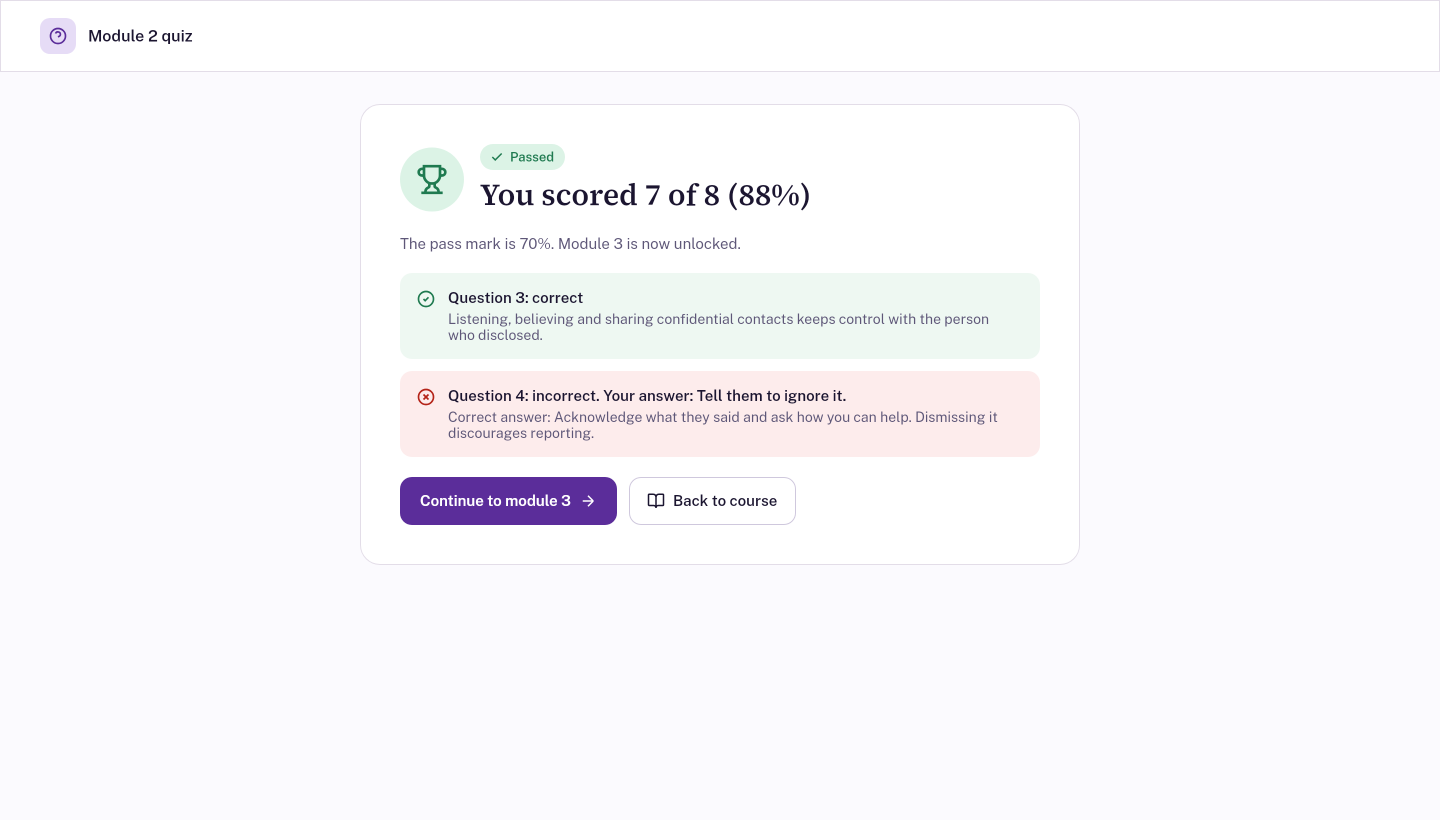 Module 2 quiz
Passed
You scored 7 of 8 (88%)
The pass mark is 70%. Module 3 is now unlocked.
Question 3: correct
Listening, believing and sharing confidential contacts keeps control with the person
who disclosed.
Question 4: incorrect. Your answer: Tell them to ignore it.
Correct answer: Acknowledge what they said and ask how you can help. Dismissing it
discourages reporting.
Continue to module 3
Back to course